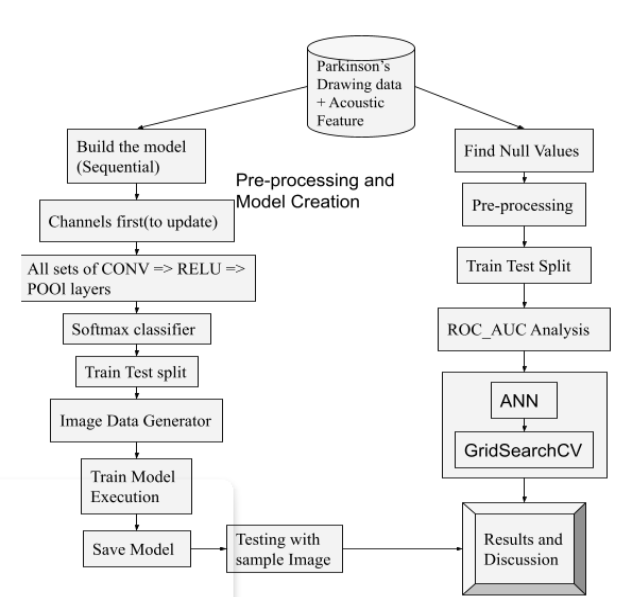 Parkinson's
Drawing data
+ Acoustic
Feature
Build the model
(Sequential)
Pre-processing and
Model Creation
Channels first(to update)
All sets of CONV => RELU =>
POOl layers
Softmax classifier
Train Test split
Image Data Generator
Train Model
Execution
Save Model
Testing with
sample Image
Find Null Values
Pre-processing
Train Test Split
ROC_AUC Analysis
ANN
GridSearchCV
Results and
Discussion